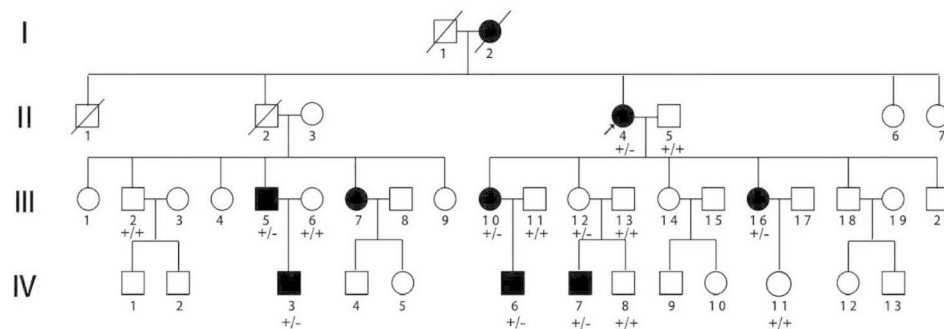 I
1 2
II
1 2 3 4 5 6 7
+/- +/+
III
1 2 3 4 5 6 7 8 9 10 11 12 13 14 15 16 17 18 19 2
+/+ +/- +/+ +/- +/+ +/- +/+ +/-
IV
1 2 3 4 5 6 7 8 9 10 11 12 13
+/- +/- +/- +/+ +/+